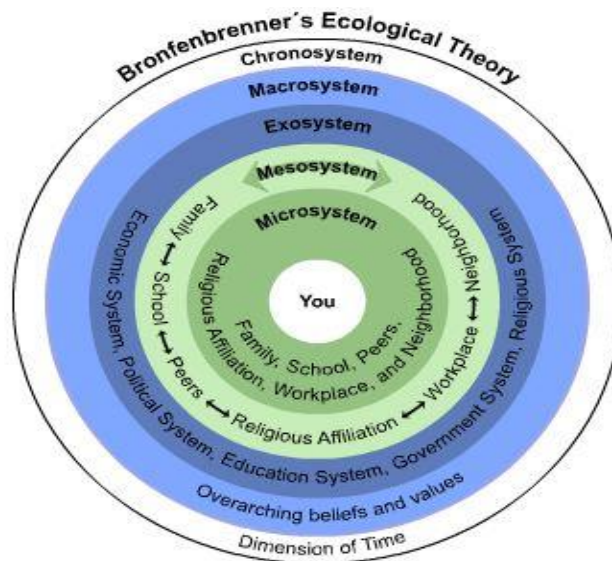 Bronfenbrenner´s Ecological Theory
Chronosystem
Macrosystem
Exosystem
Mesosystem
Microsystem
You
Family, School, Peers,
Religious Affiliation, Workplace, and Neighborhood
Family ↔ School ↔ Peers ↔ Religious Affiliation ↔ Workplace ↔ Neighborhood
Economic System, Political System, Education System, Government System, Religious System
Overarching beliefs and values
Dimension of Time